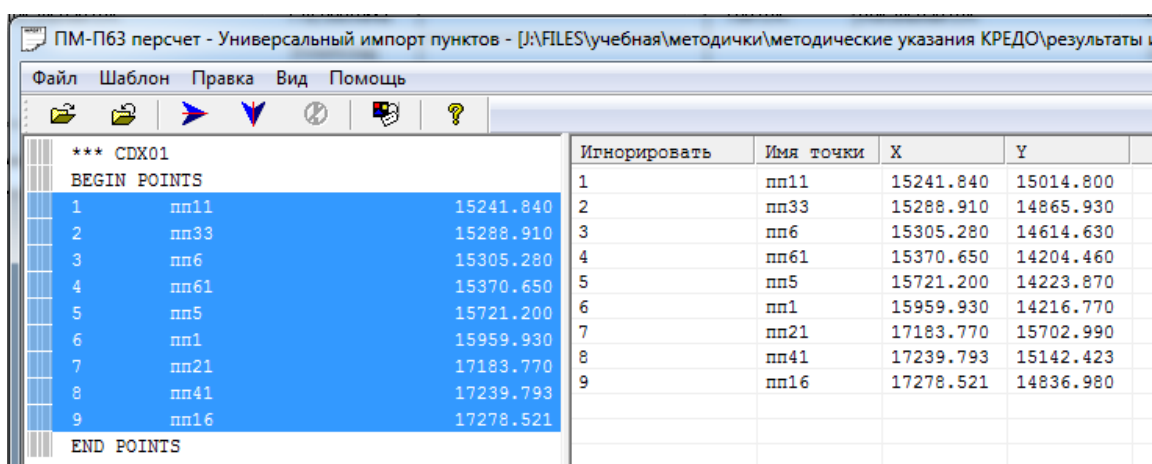 ПМ-П63 персчет - Универсальный импорт пунктов - [J:\FILES\учебная\методички\методические указания КРЕДО\результаты
Файл Шаблон Правка Вид Помощь
*** CDX01
BEGIN POINTS
1 пп11 15241.840
2 пп33 15288.910
3 пп6 15305.280
4 пп61 15370.650
5 пп5 15721.200
6 пп1 15959.930
7 пп21 17183.770
8 пп41 17239.793
9 пп16 17278.521
END POINTS
Игнорировать Имя точки X Y
1 пп11 15241.840 15014.800
2 пп33 15288.910 14865.930
3 пп6 15305.280 14614.630
4 пп61 15370.650 14204.460
5 пп5 15721.200 14223.870
6 пп1 15959.930 14216.770
7 пп21 17183.770 15702.990
8 пп41 17239.793 15142.423
9 пп16 17278.521 14836.980